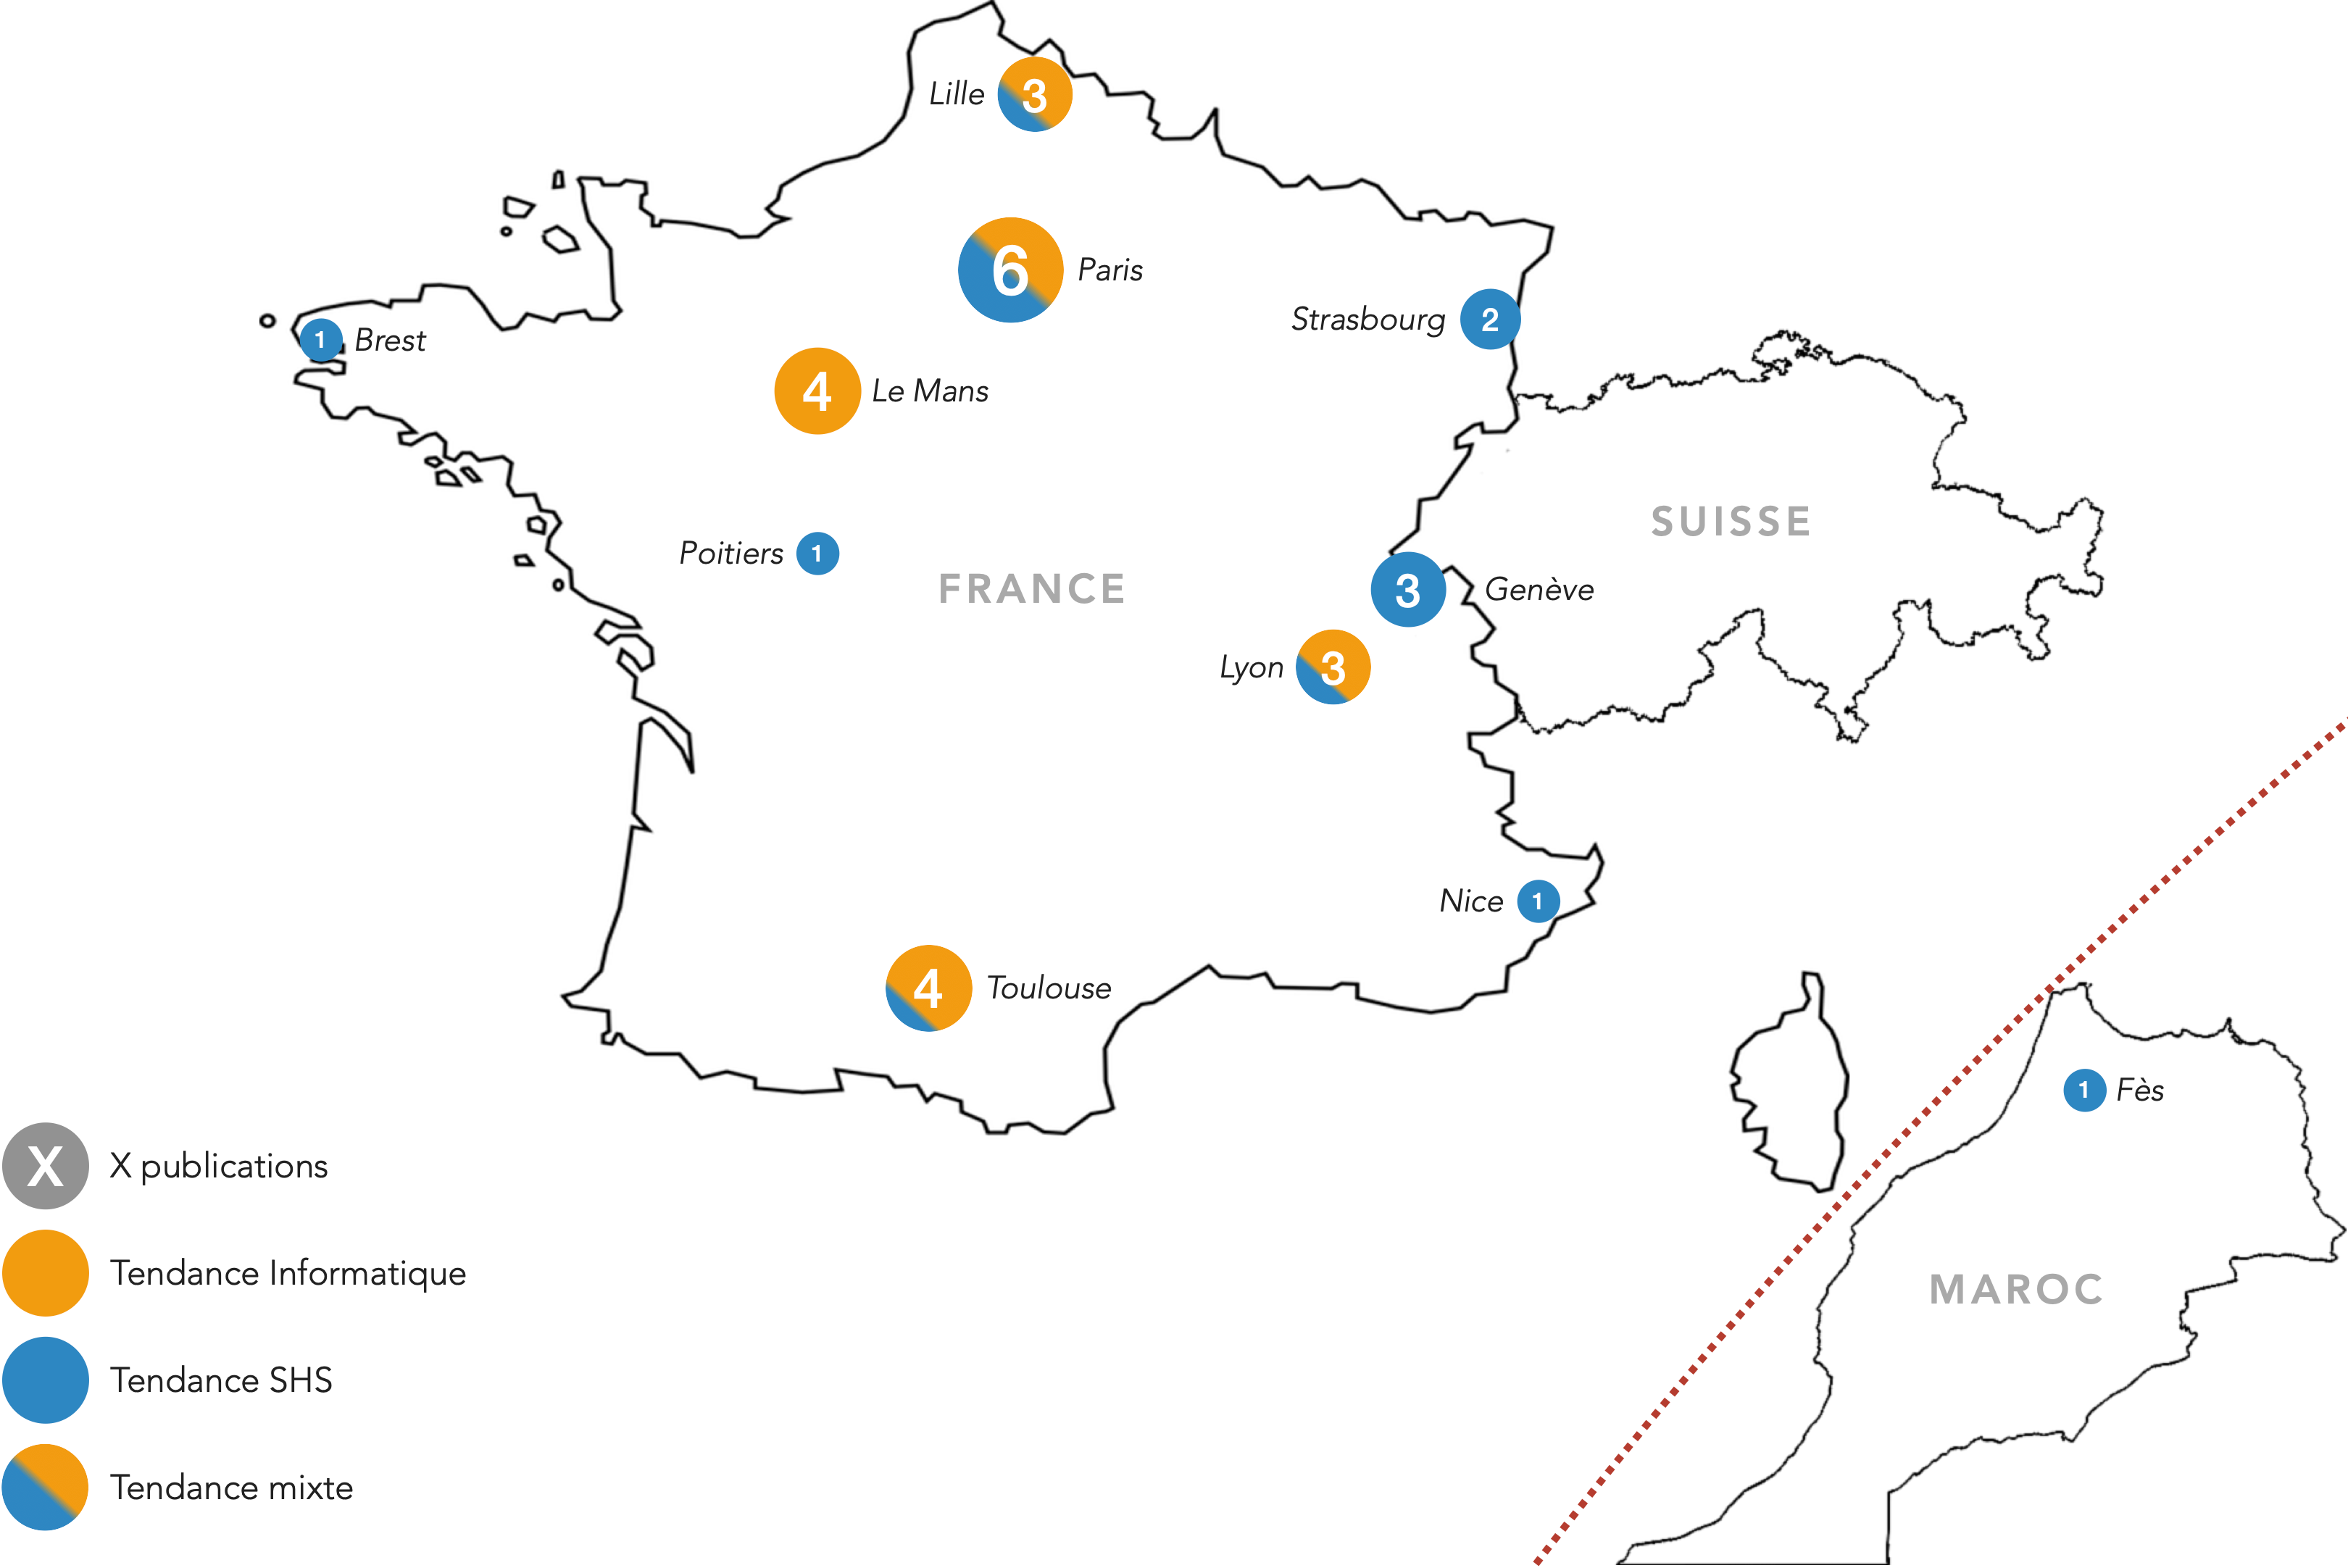 Lille 3
6 Paris
Strasbourg 2
1 Brest
4 Le Mans
SUISSE
Poitiers 1
FRANCE
3 Genève
Lyon 3
Nice 1
4 Toulouse
1 Fès
MAROC
X X publications
Tendance Informatique
Tendance SHS
Tendance mixte